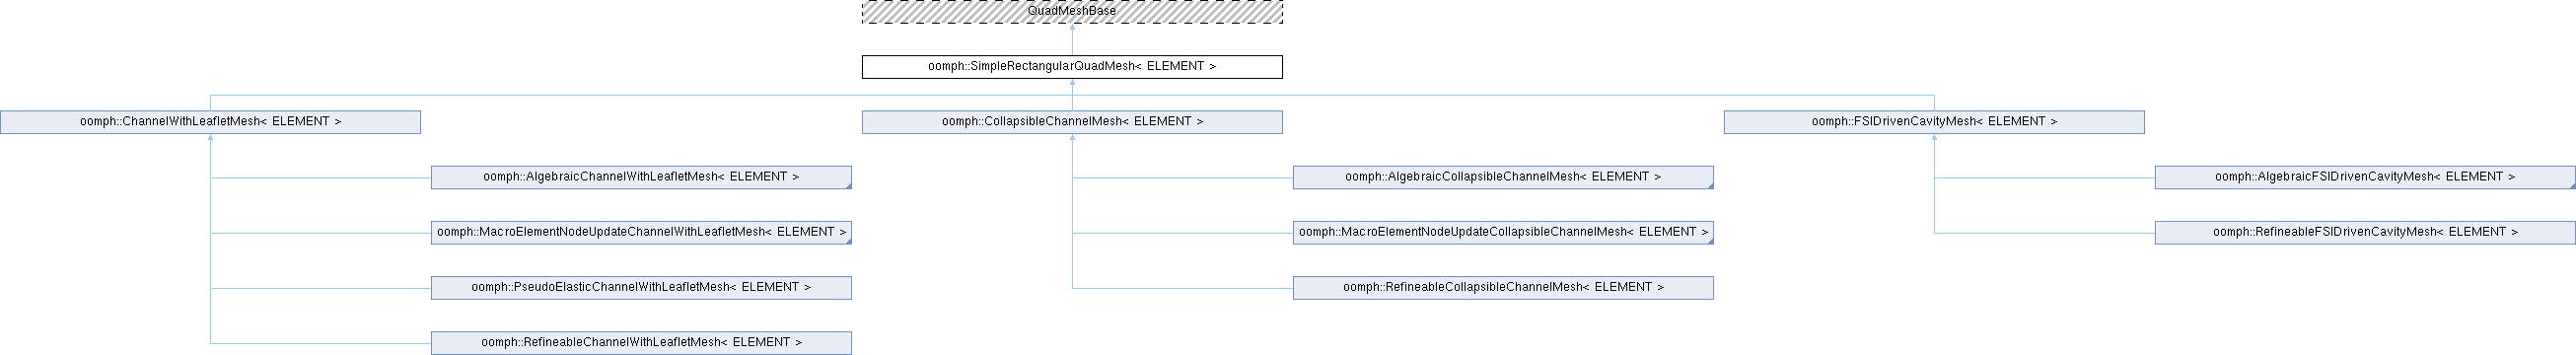 QuadMeshBase
oomph::SimpleRectangularQuadMesh< ELEMENT >
oomph::ChannelWithLeafletMesh< ELEMENT >
oomph::CollapsibleChannelMesh< ELEMENT >
oomph::FSIDrivenCavityMesh< ELEMENT >
oomph::AlgebraicChannelWithLeafletMesh< ELEMENT >
oomph::AlgebraicCollapsibleChannelMesh< ELEMENT >
oomph::AlgebraicFSIDrivenCavityMesh< ELEMENT >
oomph::MacroElementNodeUpdateChannelWithLeafletMesh< ELEMENT >
oomph::MacroElementNodeUpdateCollapsibleChannelMesh< ELEMENT >
oomph::RefineableFSIDrivenCavityMesh< ELEMENT >
oomph::PseudoElasticChannelWithLeafletMesh< ELEMENT >
oomph::RefineableCollapsibleChannelMesh< ELEMENT >
oomph::RefineableChannelWithLeafletMesh< ELEMENT >